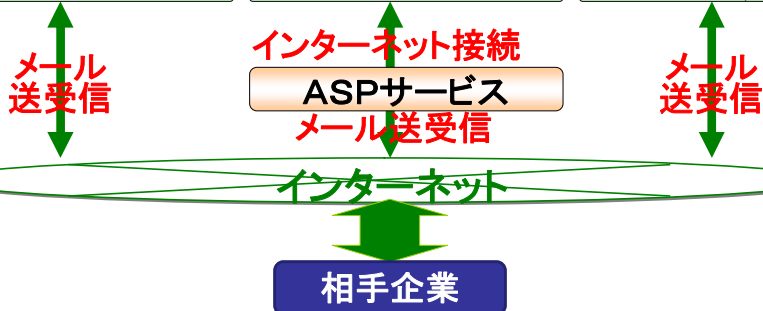 インターネット接続
メール
送受信
ASPサービス
メール
送受信
メール送受信
インターネット
相手企業